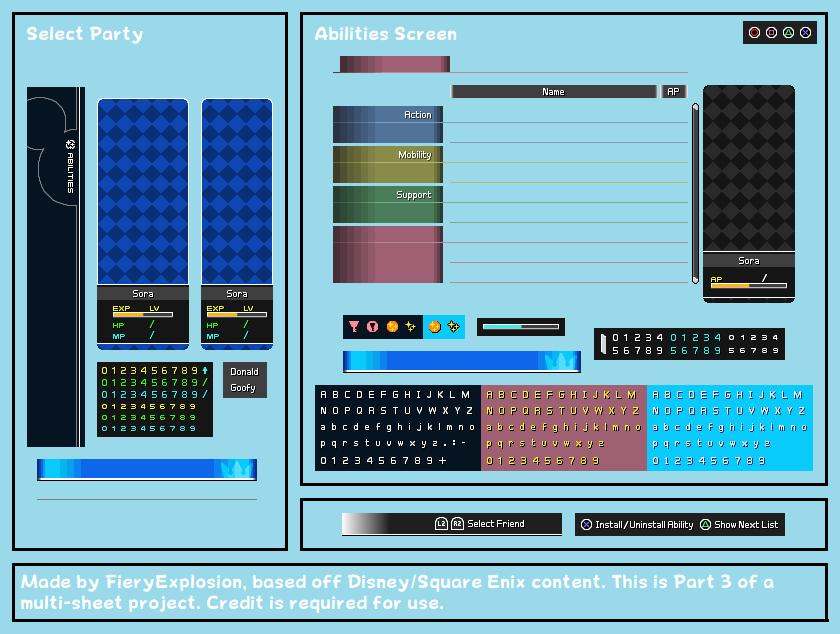 Select Party
ABILITIES
Sora
EXP LV
HP /
MP /
Sora
EXP LV
HP /
MP /
0 1 2 3 4 5 6 7 8 9
0 1 2 3 4 5 6 7 8 9 /
0 1 2 3 4 5 6 7 8 9 /
0 1 2 3 4 5 6 7 8 9
0 1 2 3 4 5 6 7 8 9
0 1 2 3 4 5 6 7 8 9
Donald
Goofy
Abilities Screen
Name AP
Action
Mobility
Support
Sora
AP /
0 1 2 3 4 0 1 2 3 4 0 1 2 3 4
5 6 7 8 9 5 6 7 8 9 5 6 7 8 9
A B C D E F G H I J K L M
N O P Q R S T U V W X Y Z
a b c d e f g h i j k l m n o
p q r s t u v w x y z . : -
0 1 2 3 4 5 6 7 8 9 +
A B C D E F G H I J K L M
N O P Q R S T U V W X Y Z
a b c d e f g h i j k l m n o
p q r s t u v w x y z
0 1 2 3 4 5 6 7 8 9
A B C D E F G H I J K L M
N O P Q R S T U V W X Y Z
a b c d e f g h i j k l m n o
p q r s t u v w x y z
0 1 2 3 4 5 6 7 8 9
L2 R2 Select Friend
Install/Uninstall Ability Show Next List
Made by FieryExplosion, based off Disney/Square Enix content. This is Part 3 of a
multi-sheet project. Credit is required for use.